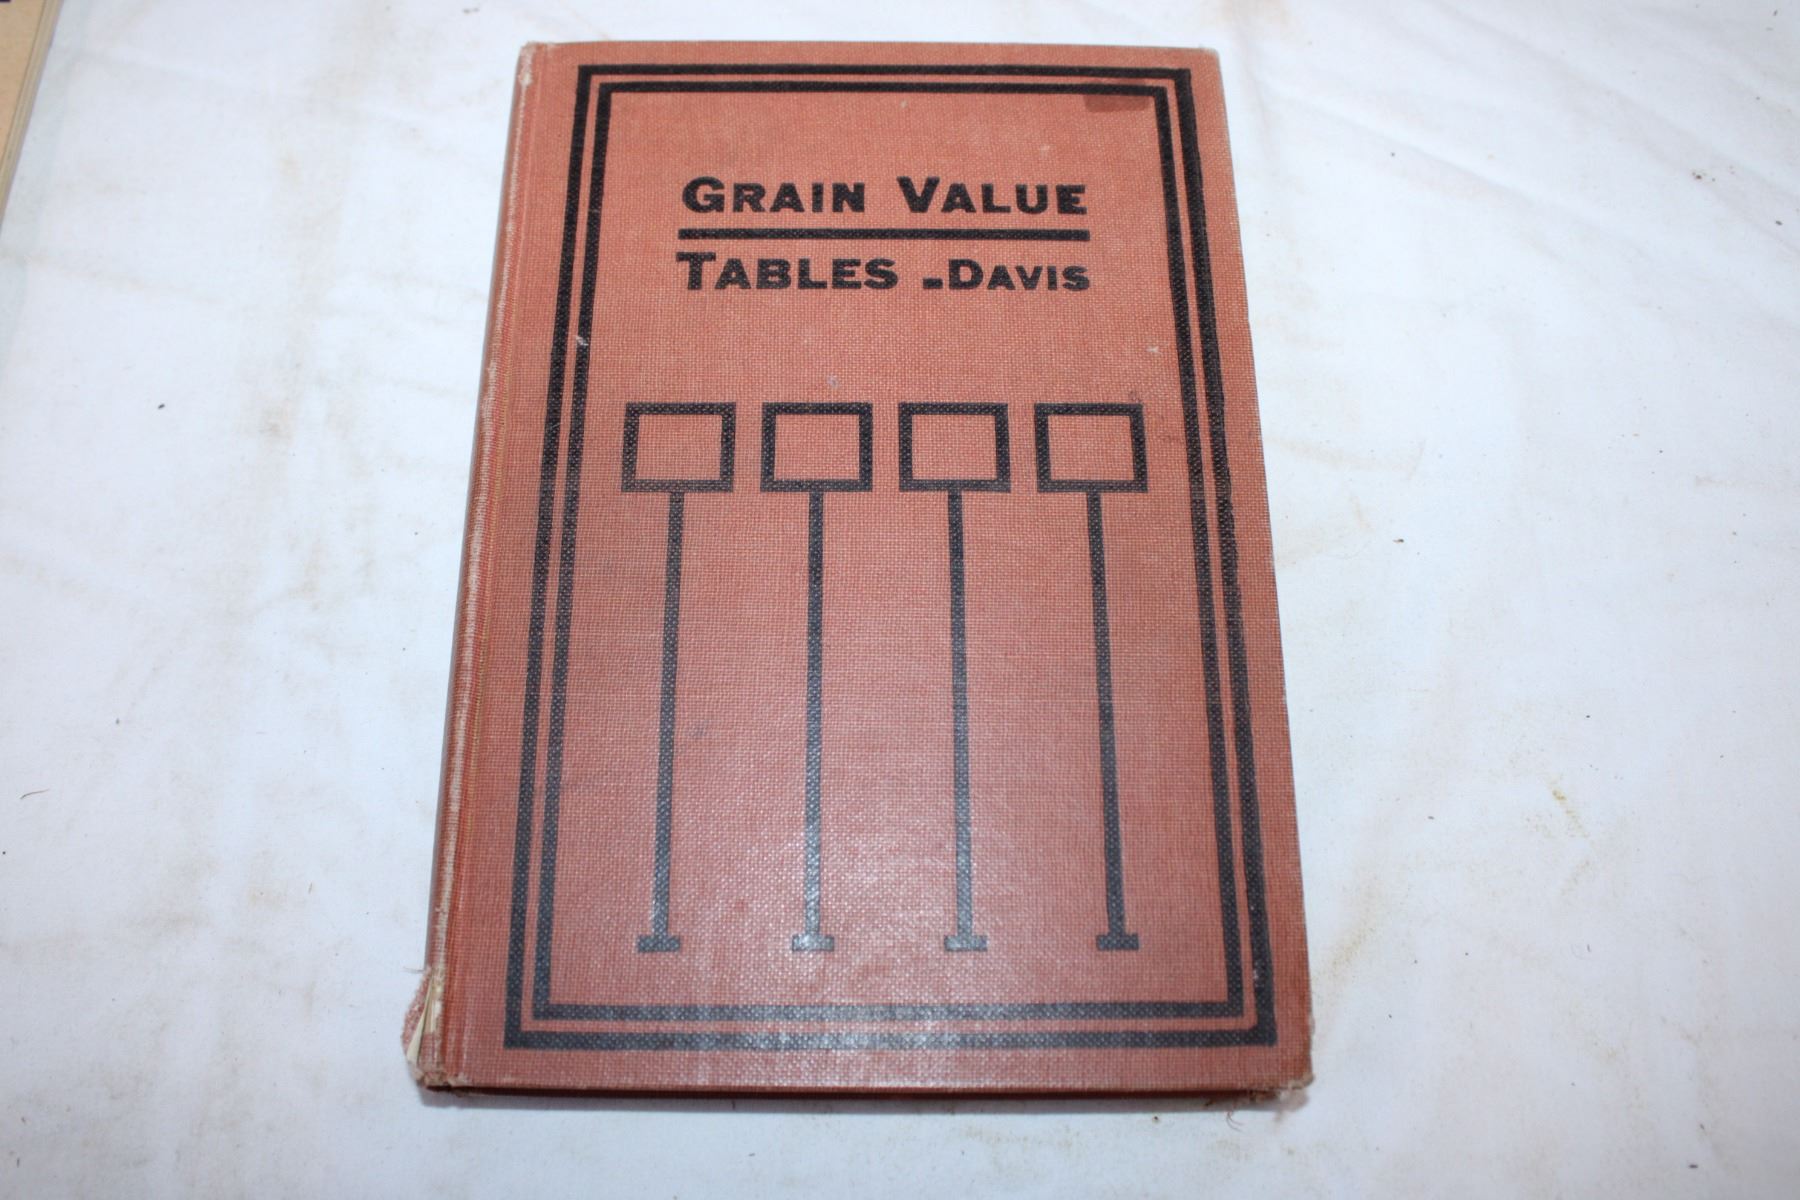 GRAIN VALUE
TABLES -DAVIS